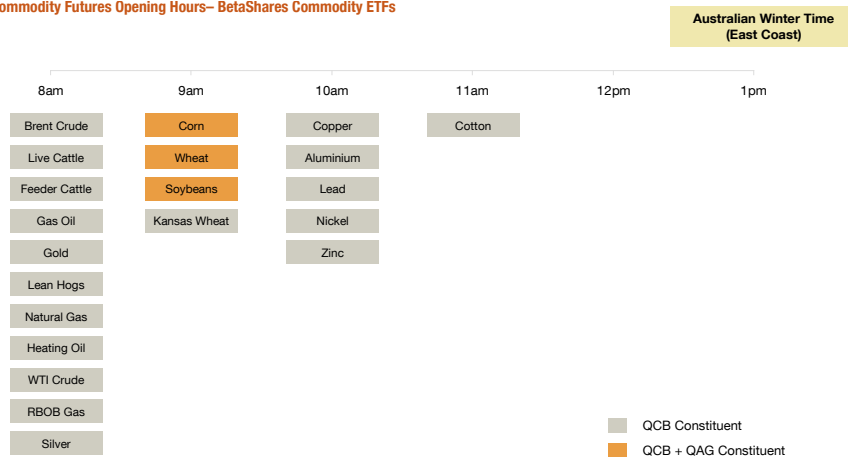 ommodity Futures Opening Hours– BetaShares Commodity ETFs
Australian Winter Time
(East Coast)
8am 9am 10am 11am 12pm 1pm
Brent Crude Corn Copper Cotton
Live Cattle Wheat Aluminium
Feeder Cattle Soybeans Lead
Gas Oil Kansas Wheat Nickel
Gold Zinc
Lean Hogs
Natural Gas
Heating Oil
WTI Crude
RBOB Gas
Silver
QCB Constituent
QCB + QAG Constituent